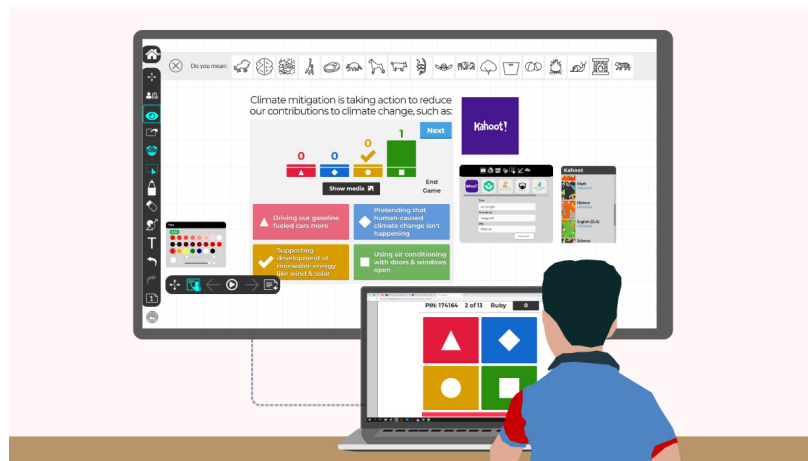 Do you mean:
Climate mitigation is taking action to reduce
our contributions to climate change, such as:
0
0
0
1
Next
Show media
End
Game
Driving our gasoline
fueled cars more
Pretending that
human-caused
climate change isn't
happening
Supporting
development of
renewable energy
like wind & solar
Using air conditioning
with doors & windows
open
Kahoot!
Kahoot
Math
History
English (ELA)
Science
T
1
PIN: 174164 2 of 13 Ruby 0